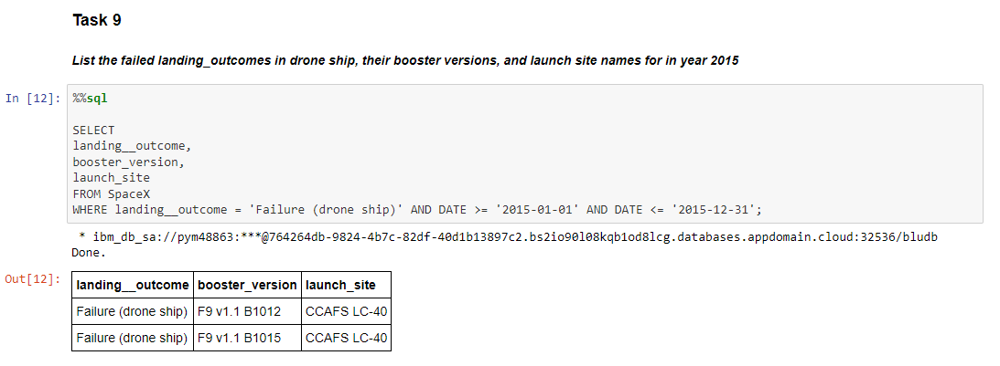 Task 9
List the failed landing_outcomes in drone ship, their booster versions, and launch site names for in year 2015
In [12]: %%sql
SELECT
landing__outcome,
booster_version,
launch_site
FROM SpaceX
WHERE landing__outcome = 'Failure (drone ship)' AND DATE >= '2015-01-01' AND DATE <= '2015-12-31';
* ibm_db_sa://pym48863:***@764264db-9824-4b7c-82df-40d1b13897c2.bs2io90l08kqb1od8lcg.databases.appdomain.cloud:32536/bludb
Done.
Out[12]: landing__outcome booster_version launch_site
Failure (drone ship) F9 v1.1 B1012 CCAFS LC-40
Failure (drone ship) F9 v1.1 B1015 CCAFS LC-40